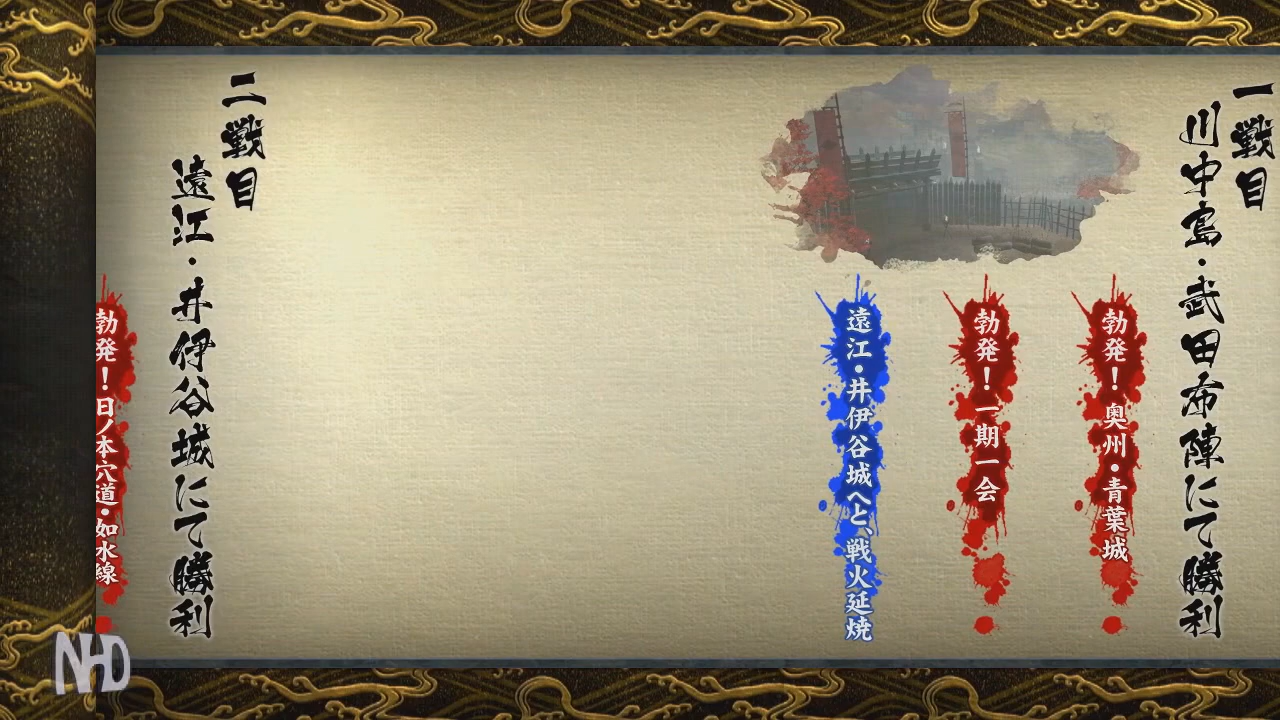 一戦目
川中島・武田布陣にて勝利
勃発！奥州・青葉城
勃発！一期一会
遠江・井伊谷城へと、戦火延焼
二戦目
遠江・井伊谷城にて勝利
勃発！日ノ本穴道・如水線
NHD